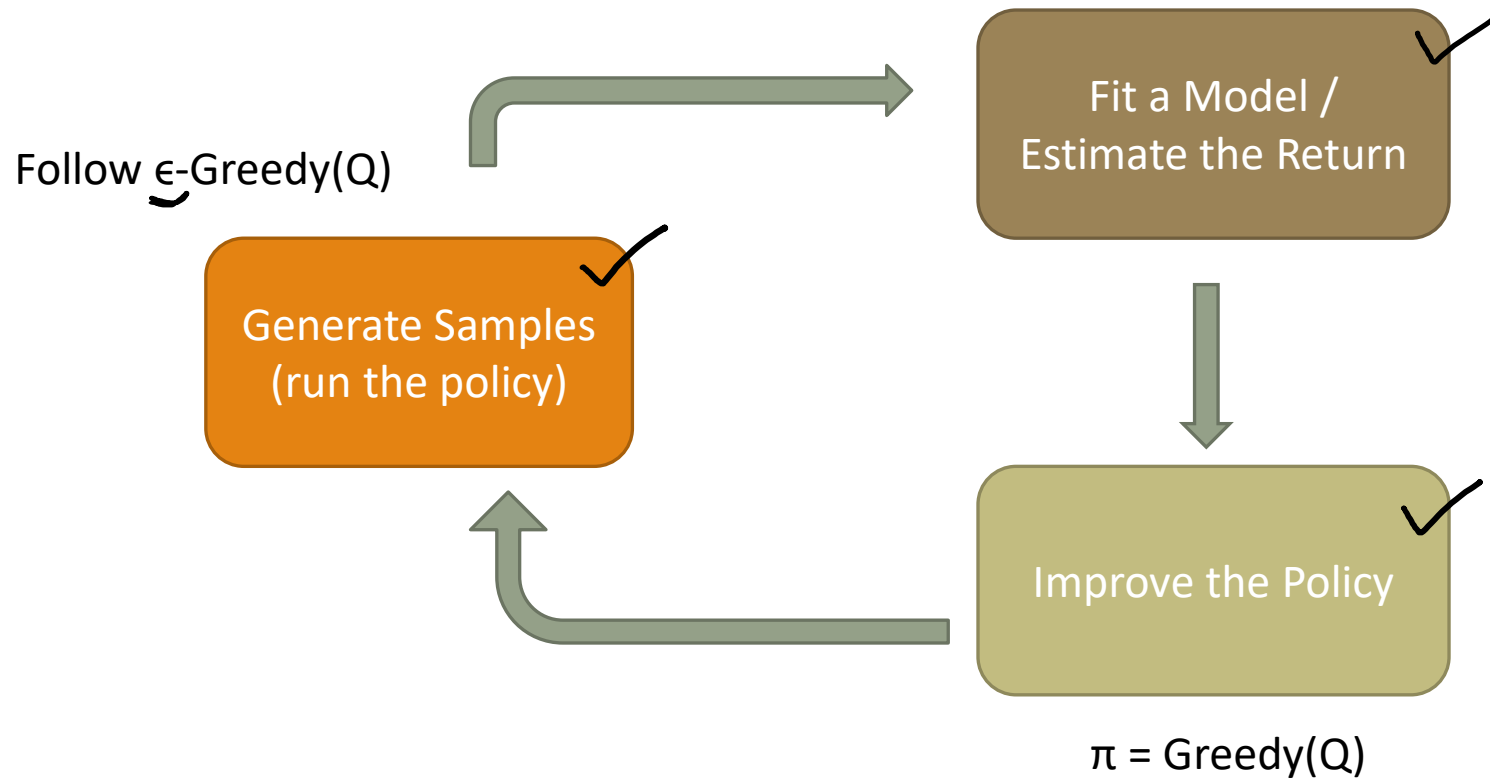 Follow ϵ-Greedy(Q)
Generate Samples
(run the policy)
Fit a Model /
Estimate the Return
Improve the Policy
π = Greedy(Q)